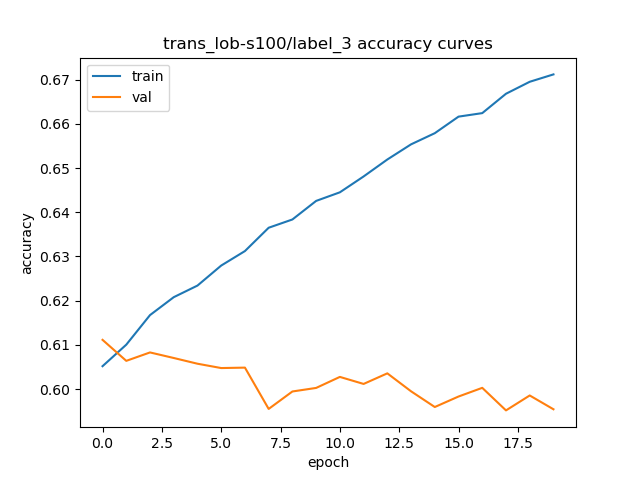 trans_lob-s100/label_3 accuracy curves
train
val
0.67
0.66
0.65
0.64
0.63
0.62
0.61
0.60
accuracy
0.0 2.5 5.0 7.5 10.0 12.5 15.0 17.5
epoch